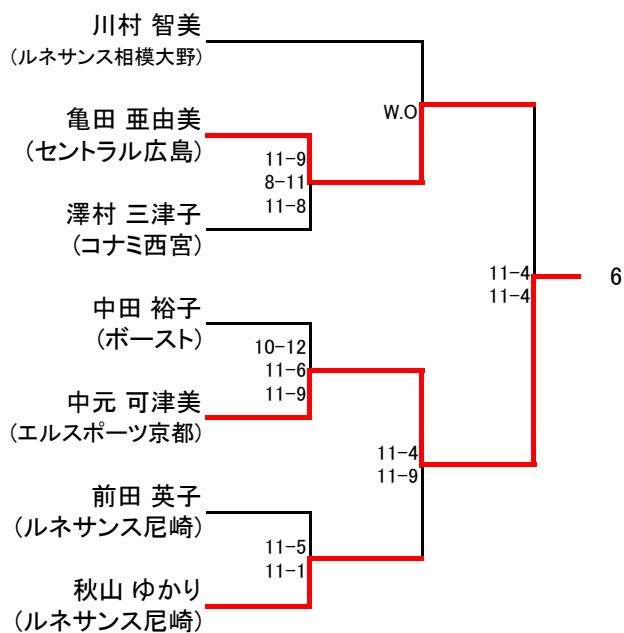 川村 智美
(ルネサンス相模大野)
W.O
亀田 亜由美
(セントラル広島)
11-9
8-11
11-8
澤村 三津子
(コナミ西宮)
11-4
11-4
6
中田 裕子
(ボースト)
10-12
11-6
11-9
中元 可津美
(エルスポーツ京都)
11-4
11-9
前田 英子
(ルネサンス尼崎)
11-5
11-1
秋山 ゆかり
(ルネサンス尼崎)